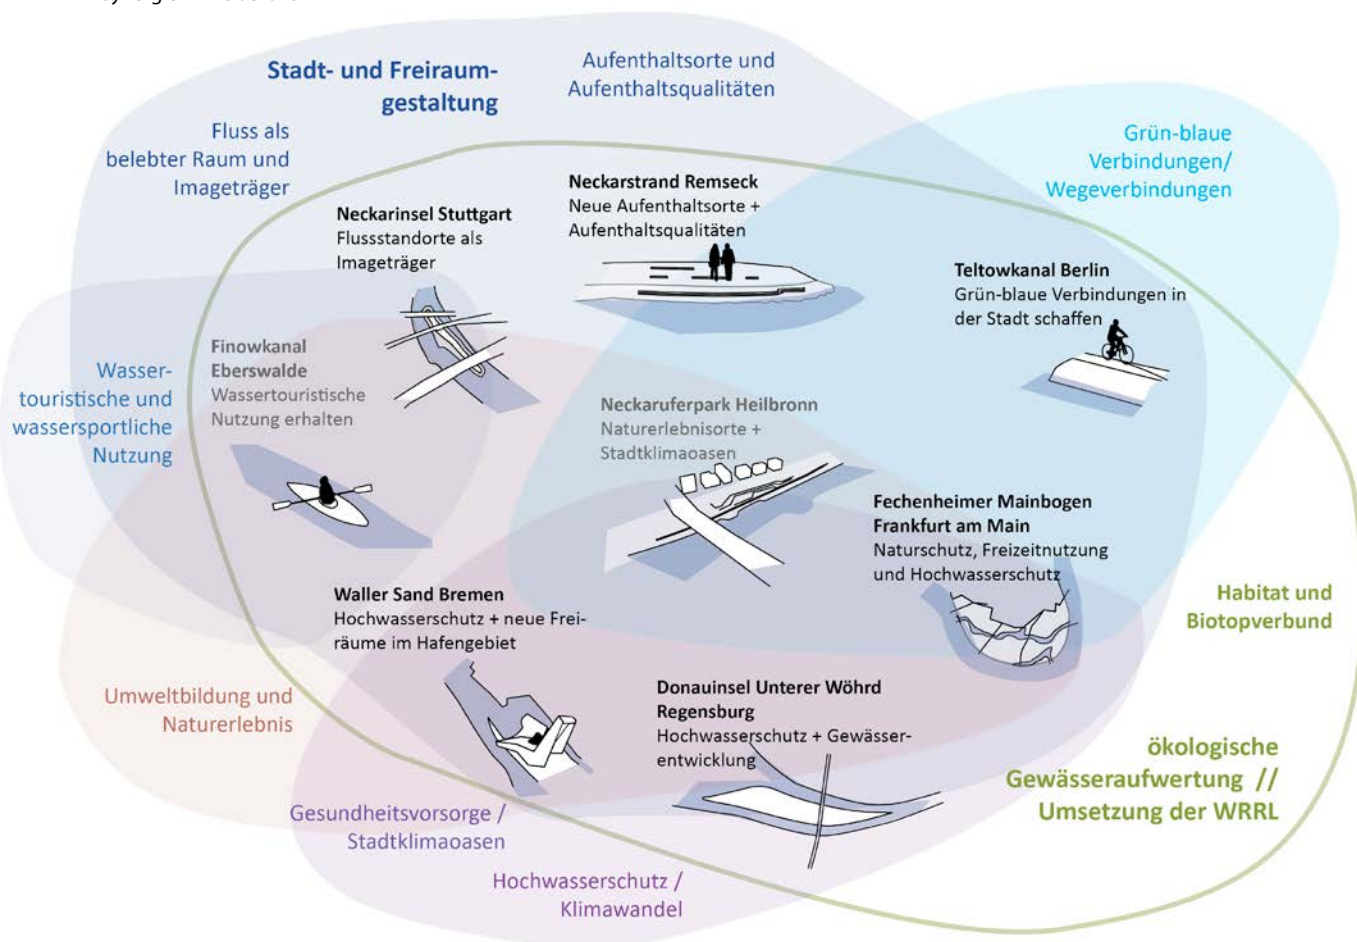 Stadt- und Freiraum-
gestaltung
Aufenthaltsorte und
Aufenthaltsqualitäten
Fluss als
belebter Raum und
Imageträger
Grün-blaue
Verbindungen/
Wegeverbindungen
Neckarstrand Remseck
Neue Aufenthaltsorte +
Aufenthaltsqualitäten
Neckarinsel Stuttgart
Flussstandorte als
Imageträger
Teltowkanal Berlin
Grün-blaue Verbindungen in
der Stadt schaffen
Finowkanal
Eberswalde
Wassertouristische
Nutzung erhalten
Wasser-
touristische und
wassersportliche
Nutzung
Neckaruferpark Heilbronn
Naturerlebnisorte +
Stadtklimaoasen
Fechenheimer Mainbogen
Frankfurt am Main
Naturschutz, Freizeitnutzung
und Hochwasserschutz
Waller Sand Bremen
Hochwasserschutz + neue Frei-
räume im Hafengebiet
Habitat und
Biotopverbund
Umweltbildung und
Naturerlebnis
Donauinsel Unterer Wöhrd
Regensburg
Hochwasserschutz + Gewässer-
entwicklung
ökologische
Gewässeraufwertung //
Umsetzung der WRRL
Gesundheitsvorsorge /
Stadtklimaoasen
Hochwasserschutz /
Klimawandel